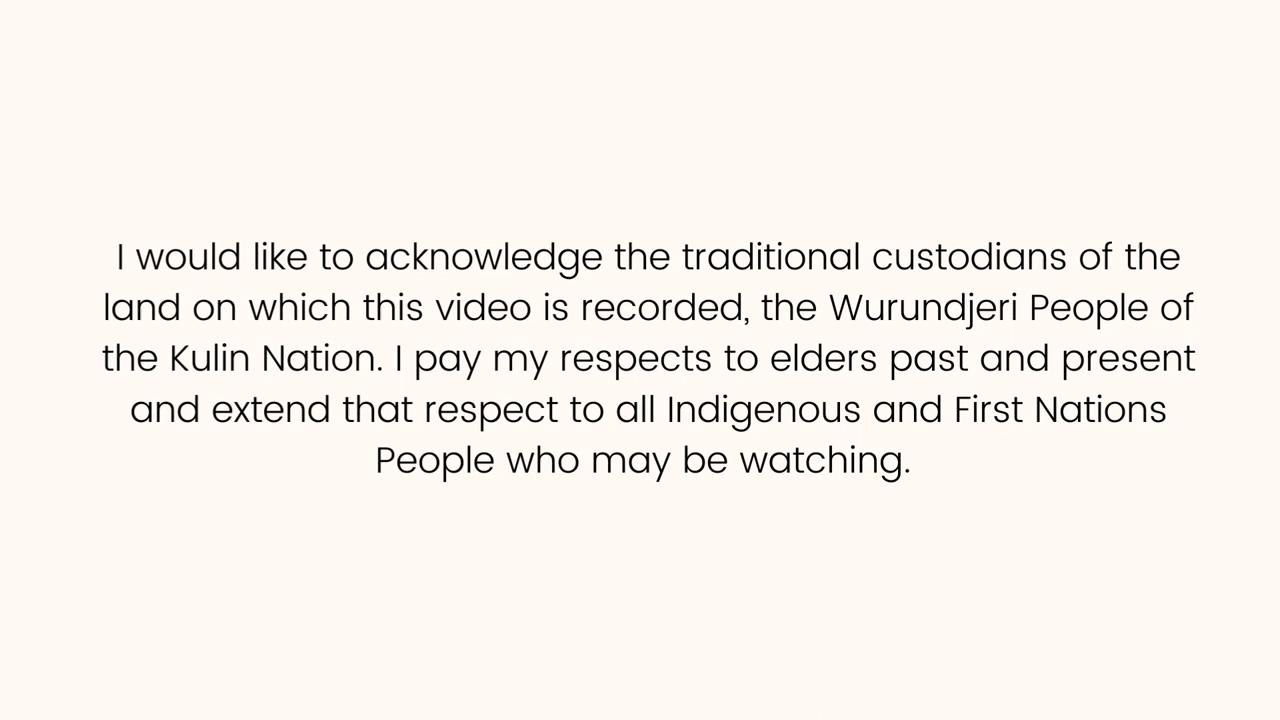 I would like to acknowledge the traditional custodians of the
land on which this video is recorded, the Wurundjeri People of
the Kulin Nation. I pay my respects to elders past and present
and extend that respect to all Indigenous and First Nations
People who may be watching.